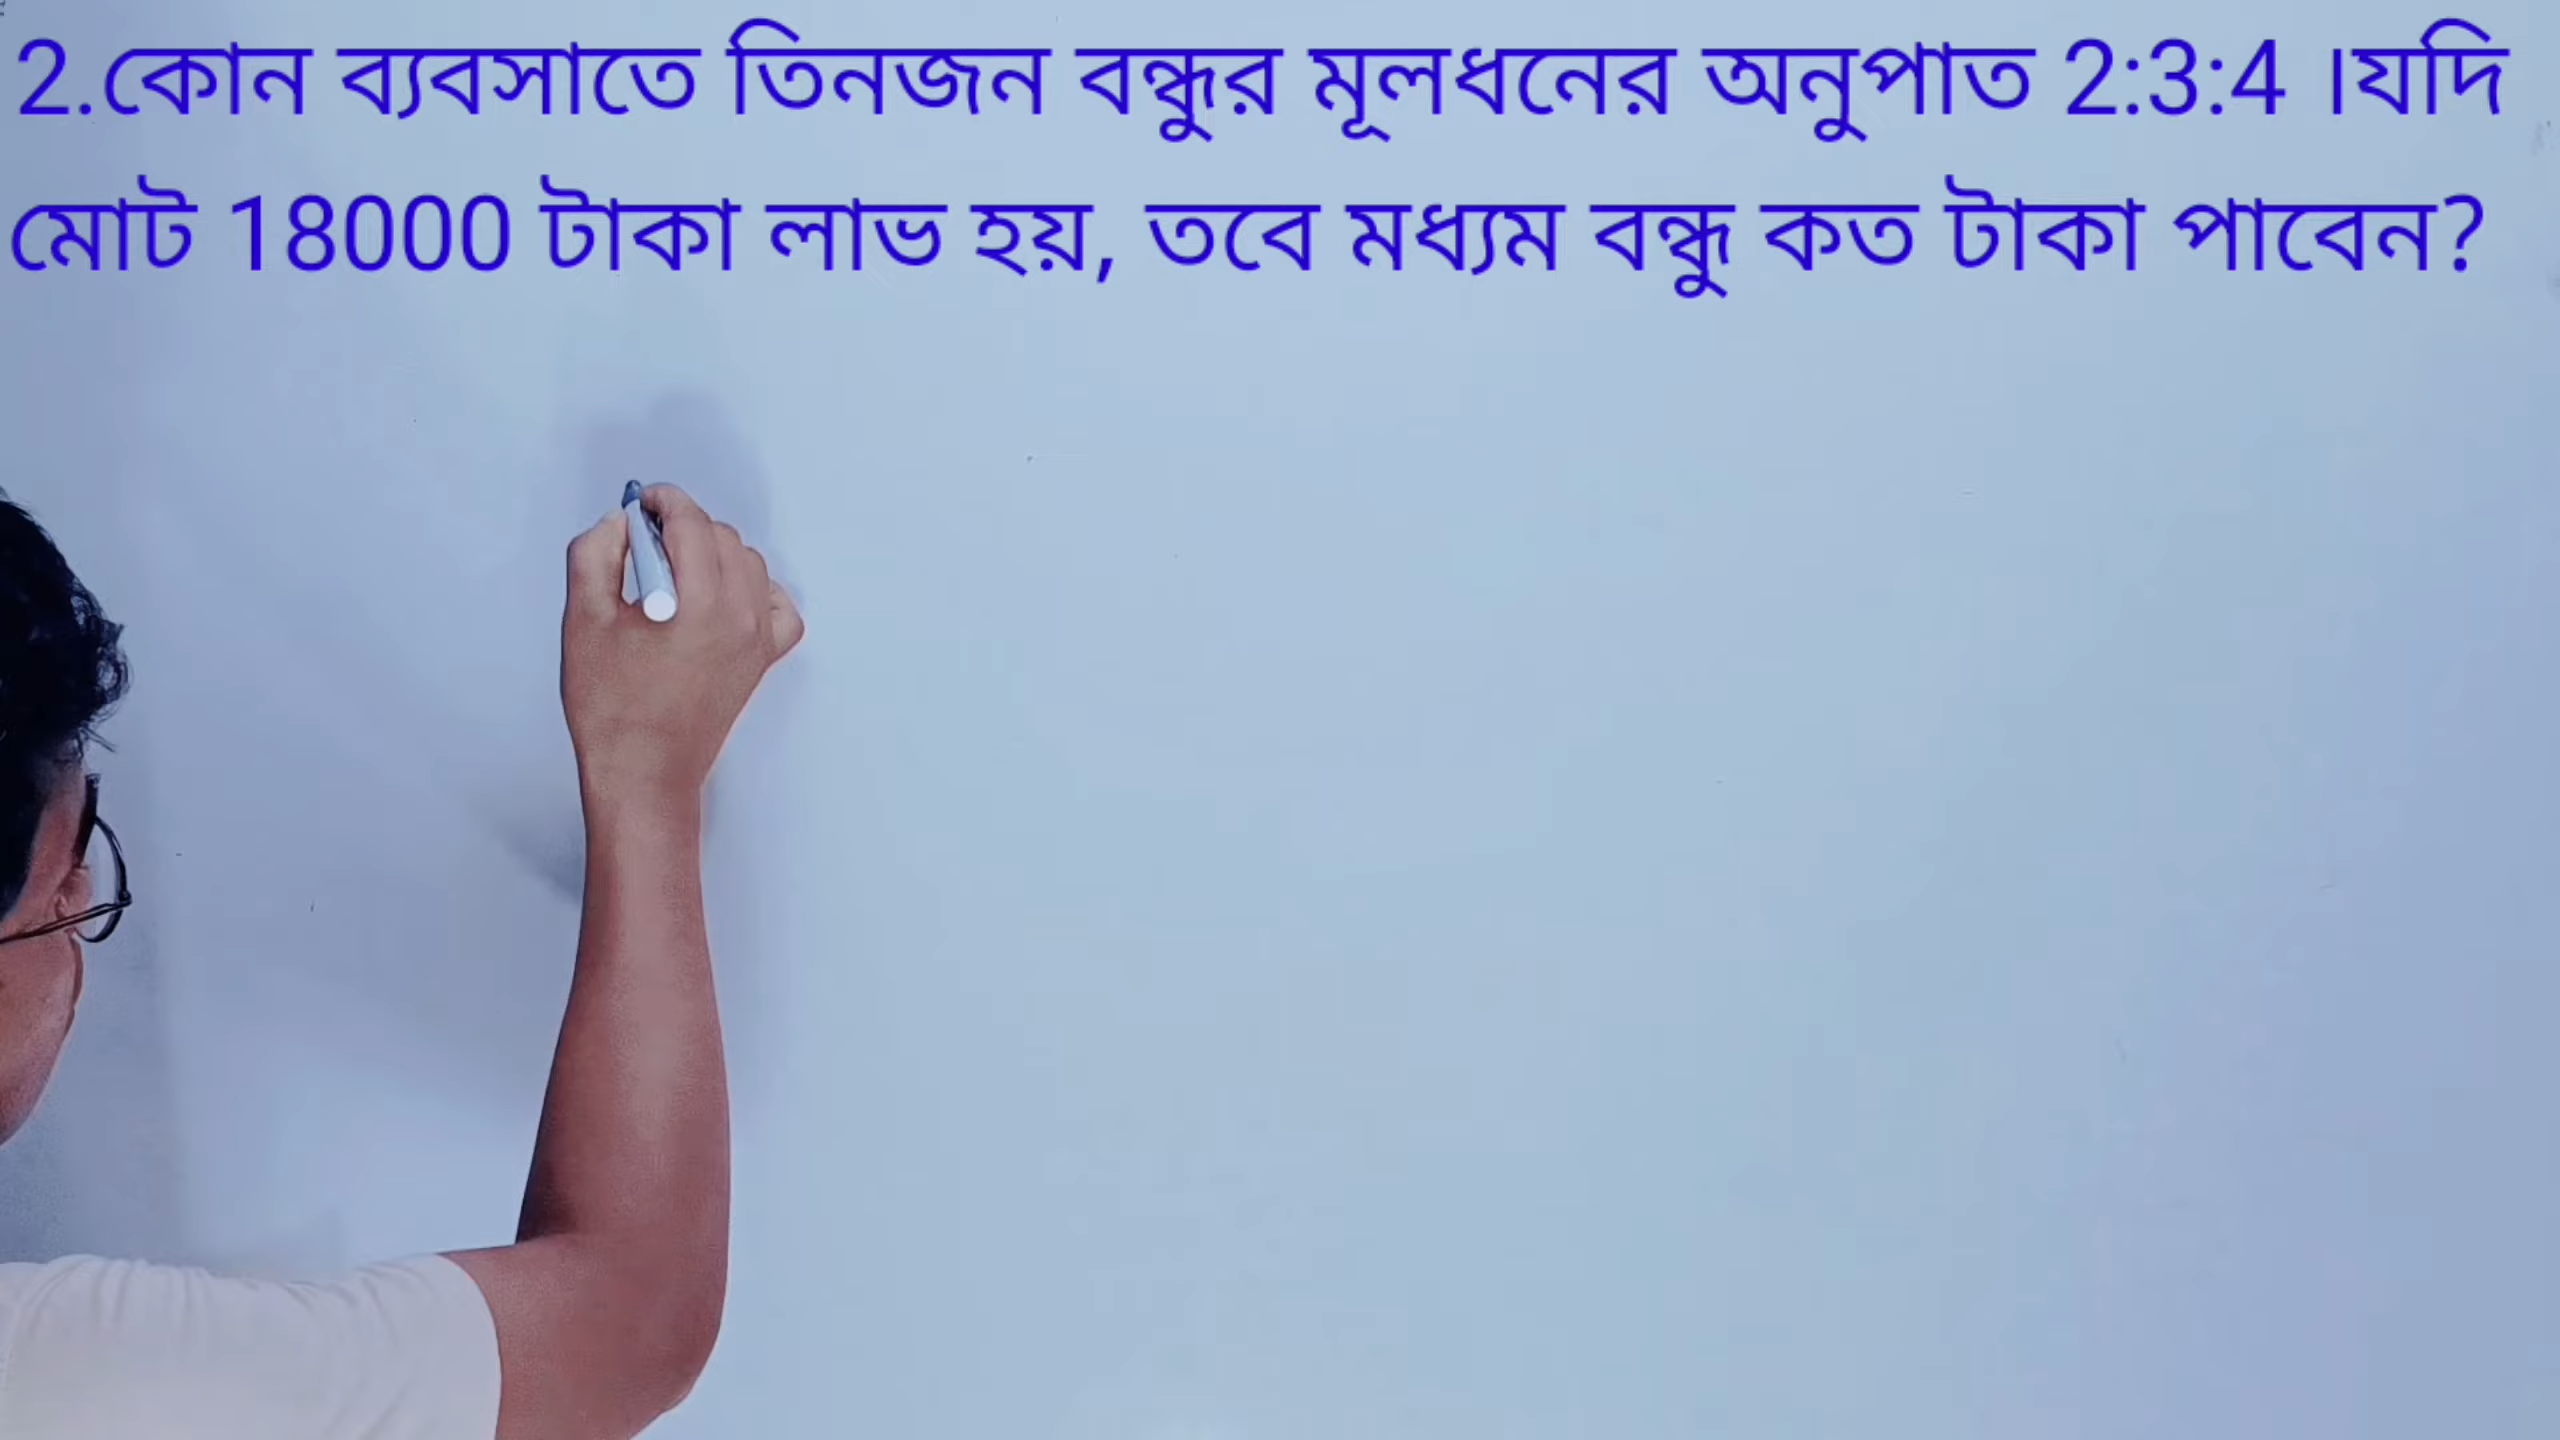 2.কোন ব্যবসাতে তিনজন বন্ধুর মূলধনের অনুপাত 2:3:4 ।যদি
মোট 18000 টাকা লাভ হয়, তবে মধ্যম বন্ধু কত টাকা পাবেন?